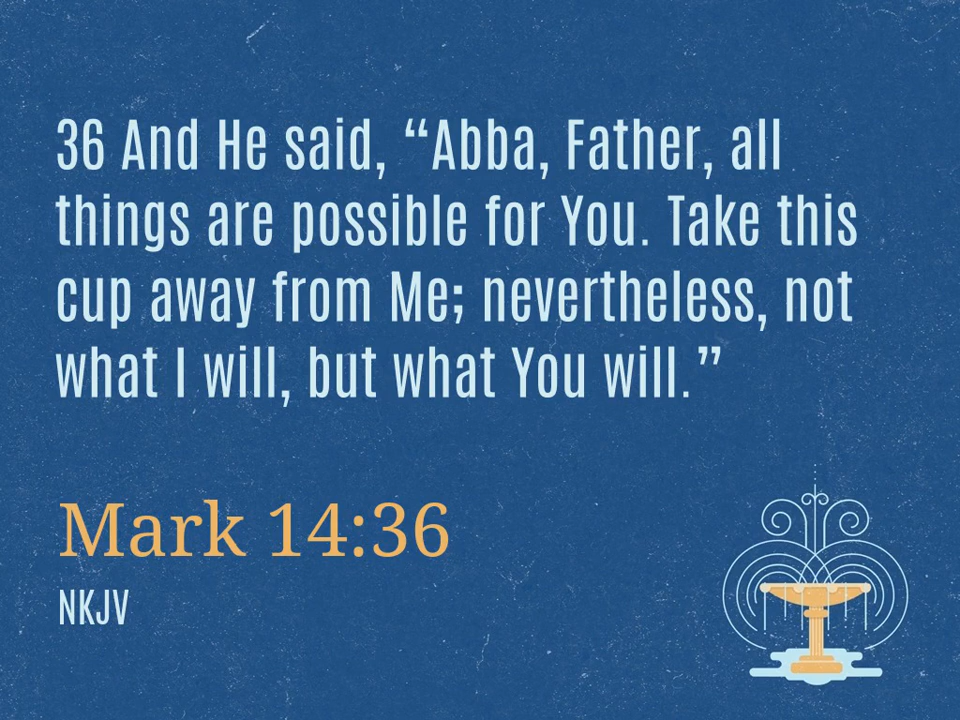 36 And He said, “Abba, Father, all
things are possible for You. Take this
cup away from Me; nevertheless, not
what I will, but what You will.”
Mark 14:36
NKJV